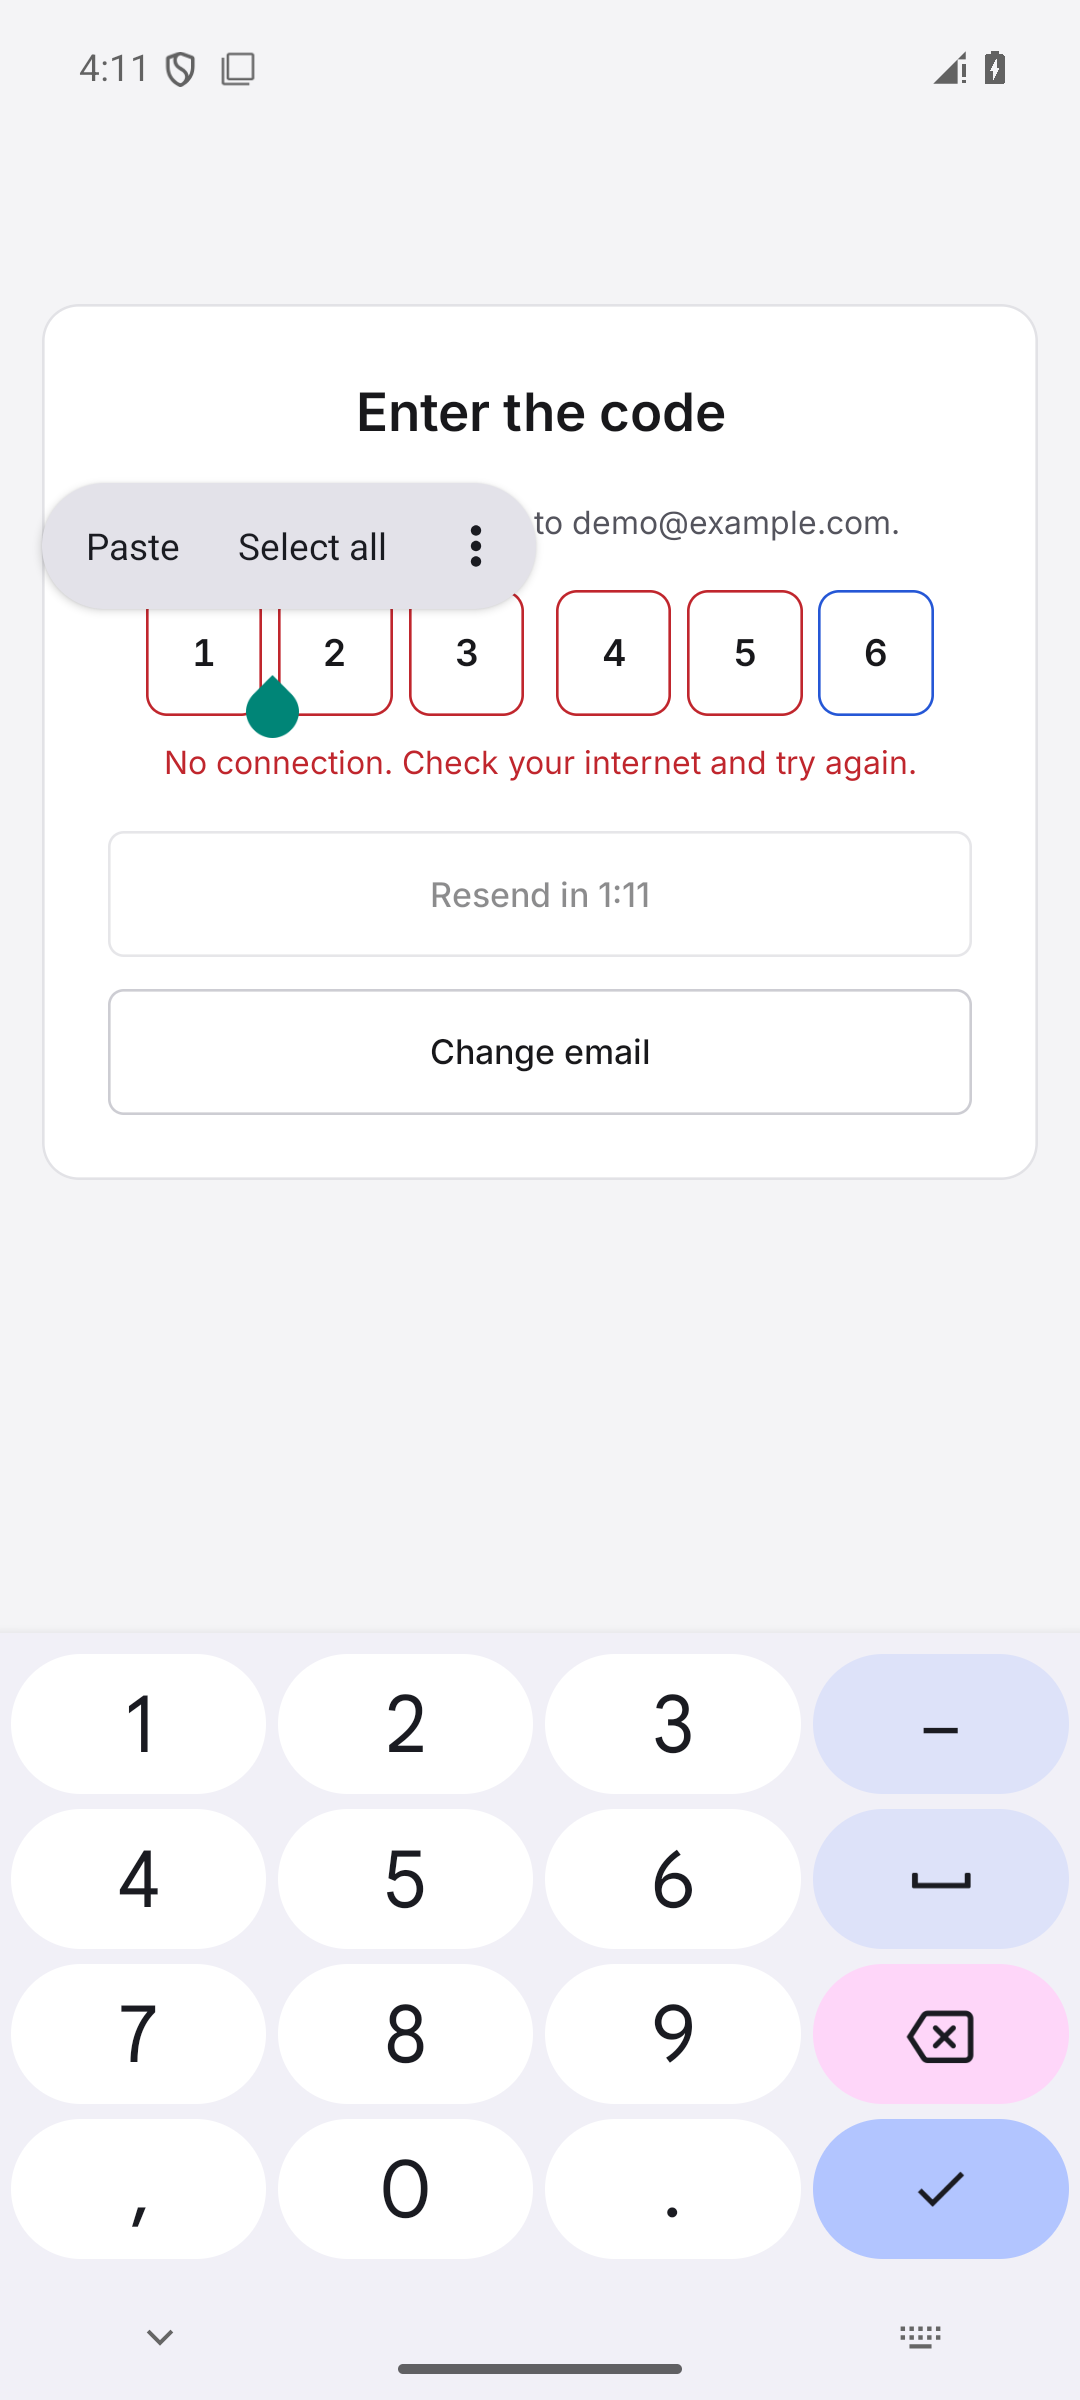 4:11
Enter the code
to demo@example.com.
Paste Select all
1 2 3 4 5 6
No connection. Check your internet and try again.
Resend in 1:11
Change email
1 2 3 –
4 5 6
7 8 9
, 0 .